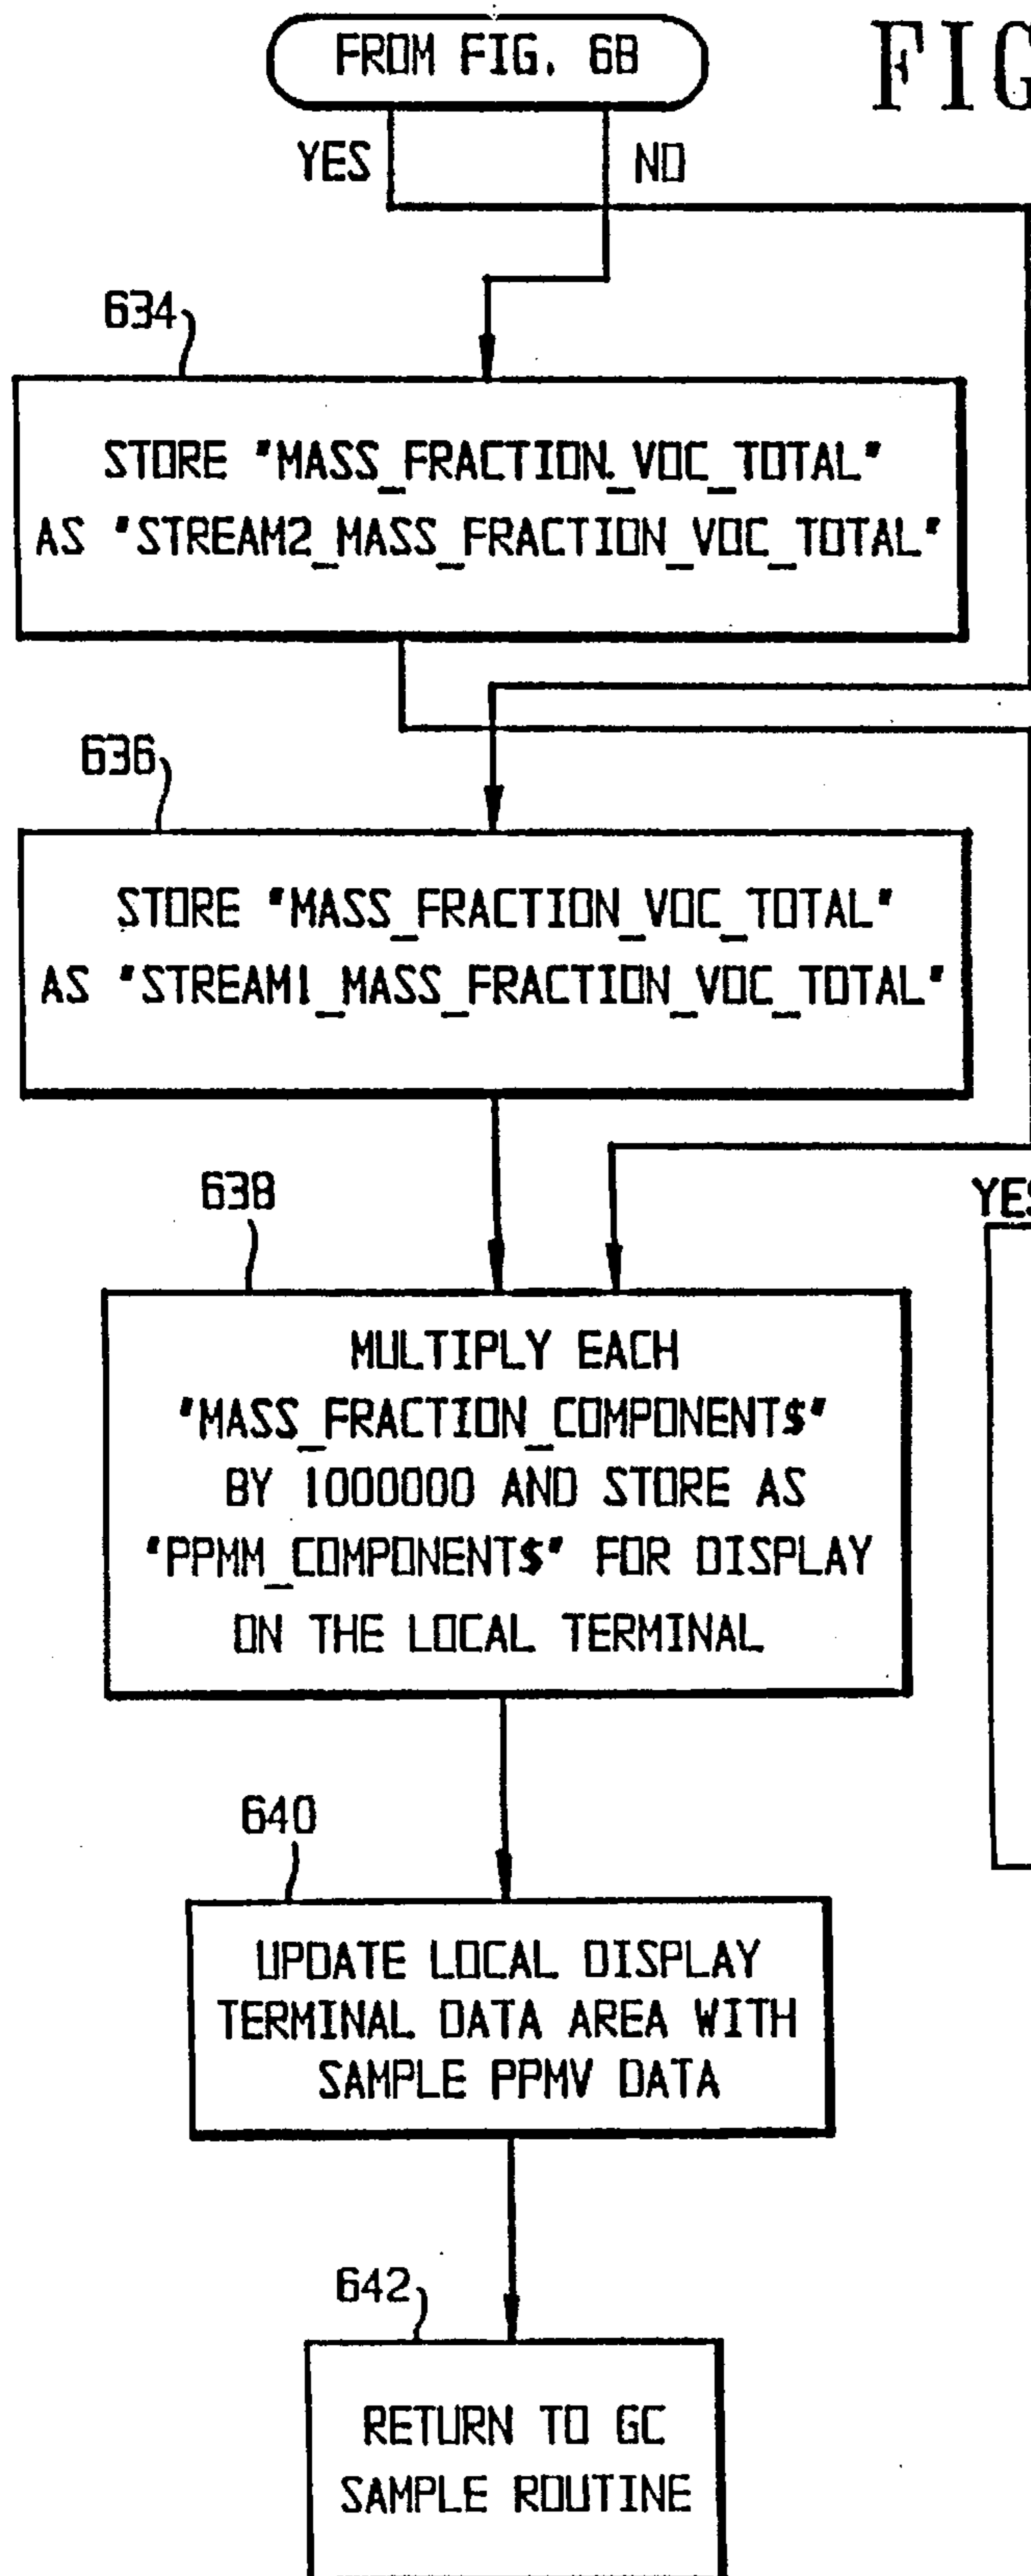 FROM FIG. 6B
FIG
YES NO
634
STORE "MASS_FRACTION_VOC_TOTAL"
AS "STREAM2_MASS_FRACTION_VOC_TOTAL"
636
STORE "MASS_FRACTION_VOC_TOTAL"
AS "STREAM1_MASS_FRACTION_VOC_TOTAL"
638
YES
MULTIPLY EACH
"MASS_FRACTION_COMPONENT$"
BY 1000000 AND STORE AS
"PPMM_COMPONENT$" FOR DISPLAY
ON THE LOCAL TERMINAL
640
UPDATE LOCAL DISPLAY
TERMINAL DATA AREA WITH
SAMPLE PPMV DATA
642
RETURN TO GC
SAMPLE ROUTINE